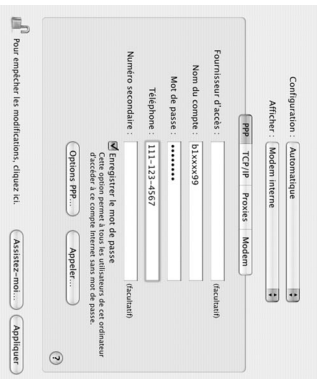 Configuration : Automatique
Afficher : Modem interne
PPP TCP/IP Proxies Modem
Fournisseur d'accès : (facultatif)
Nom du compte : b1xxxx99
Mot de passe : ••••••••
Téléphone : 111-123-4567
Numéro secondaire : (facultatif)
Enregistrer le mot de passe
Cette option permet à tous les utilisateurs de cet ordinateur
d'accéder à ce compte Internet sans mot de passe.
Options PPP... Appeler... ?
Pour empêcher les modifications, cliquez ici. Assistez-moi... Appliquer